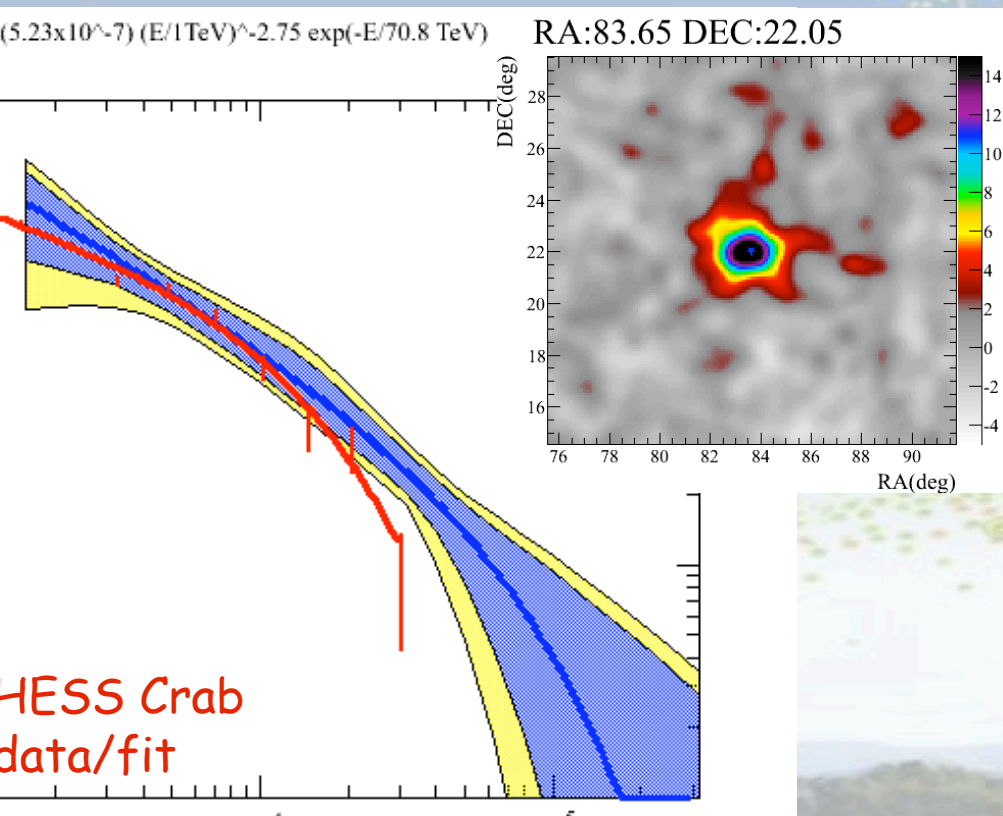 (5.23x10^-7) (E/1TeV)^-2.75 exp(-E/70.8 TeV)
RA:83.65 DEC:22.05
DEC(deg)
28
26
24
22
20
18
16
76 78 80 82 84 86 88 90
RA(deg)
14
12
10
8
6
4
2
0
-2
-4
HESS Crab
data/fit